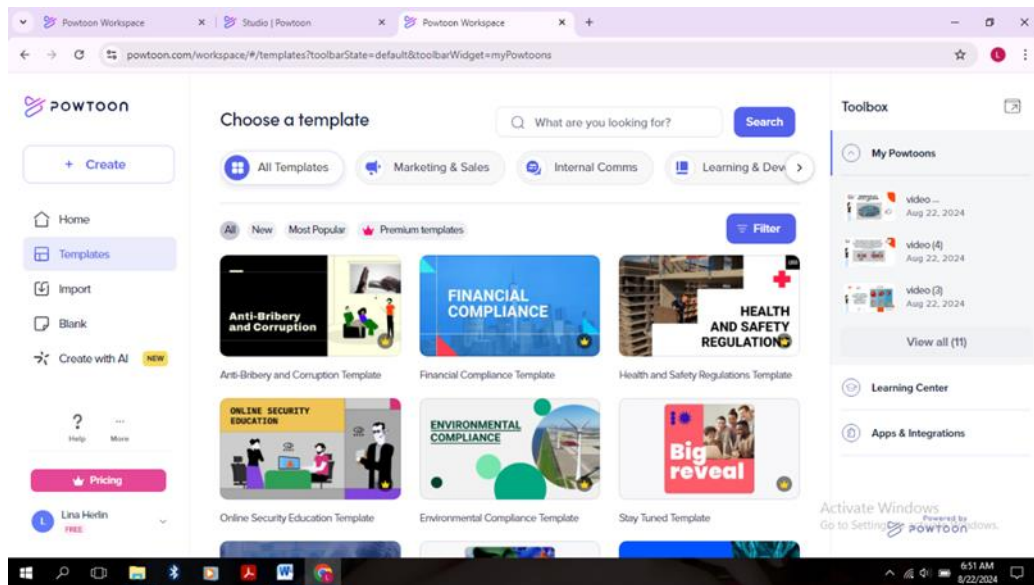 Powtoon Workspace
Studio | Powtoon
Powtoon Workspace
powtoon.com/workspace/#/templates?toolbarState=default&toolbarWidget=myPowtoons
L
POWTOON
+ Create
Home
Templates
Import
Blank
Create with AI NEW
? ...
Help More
Pricing
L Lina Herlin
FREE
Choose a template
What are you looking for?
Search
All Templates
Marketing & Sales
Internal Comms
Learning & Dev
All New Most Popular Premium templates
Filter
Anti-Bribery
and Corruption
Anti-Bribery and Corruption Template
FINANCIAL
COMPLIANCE
Financial Compliance Template
HEALTH
AND SAFETY
REGULATIONS
Health and Safety Regulations Template
ONLINE SECURITY
EDUCATION
Online Security Education Template
ENVIRONMENTAL
COMPLIANCE
Environmental Compliance Template
Big
reveal
Stay Tuned Template
Toolbox
My Powtoons
video ...
Aug 22, 2024
video (4)
Aug 22, 2024
video (3)
Aug 22, 2024
View all (11)
Learning Center
Apps & Integrations
Activate Windows
Go to Settings
Powered by
POWTOON
6:51 AM
8/22/2024